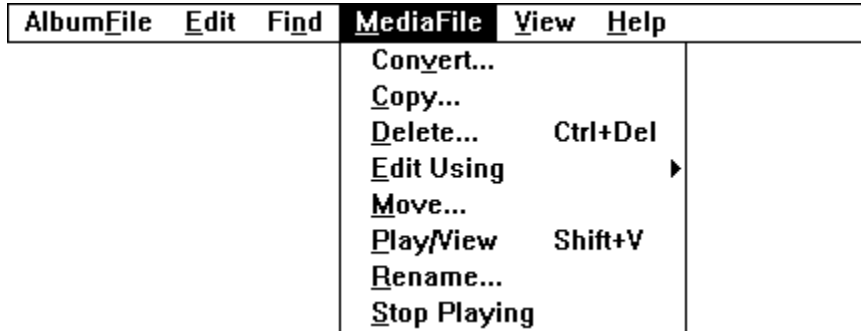 AlbumFile Edit Find MediaFile View Help
Convert...
Copy...
Delete... Ctrl+Del
Edit Using
Move...
Play/View Shift+V
Rename...
Stop Playing